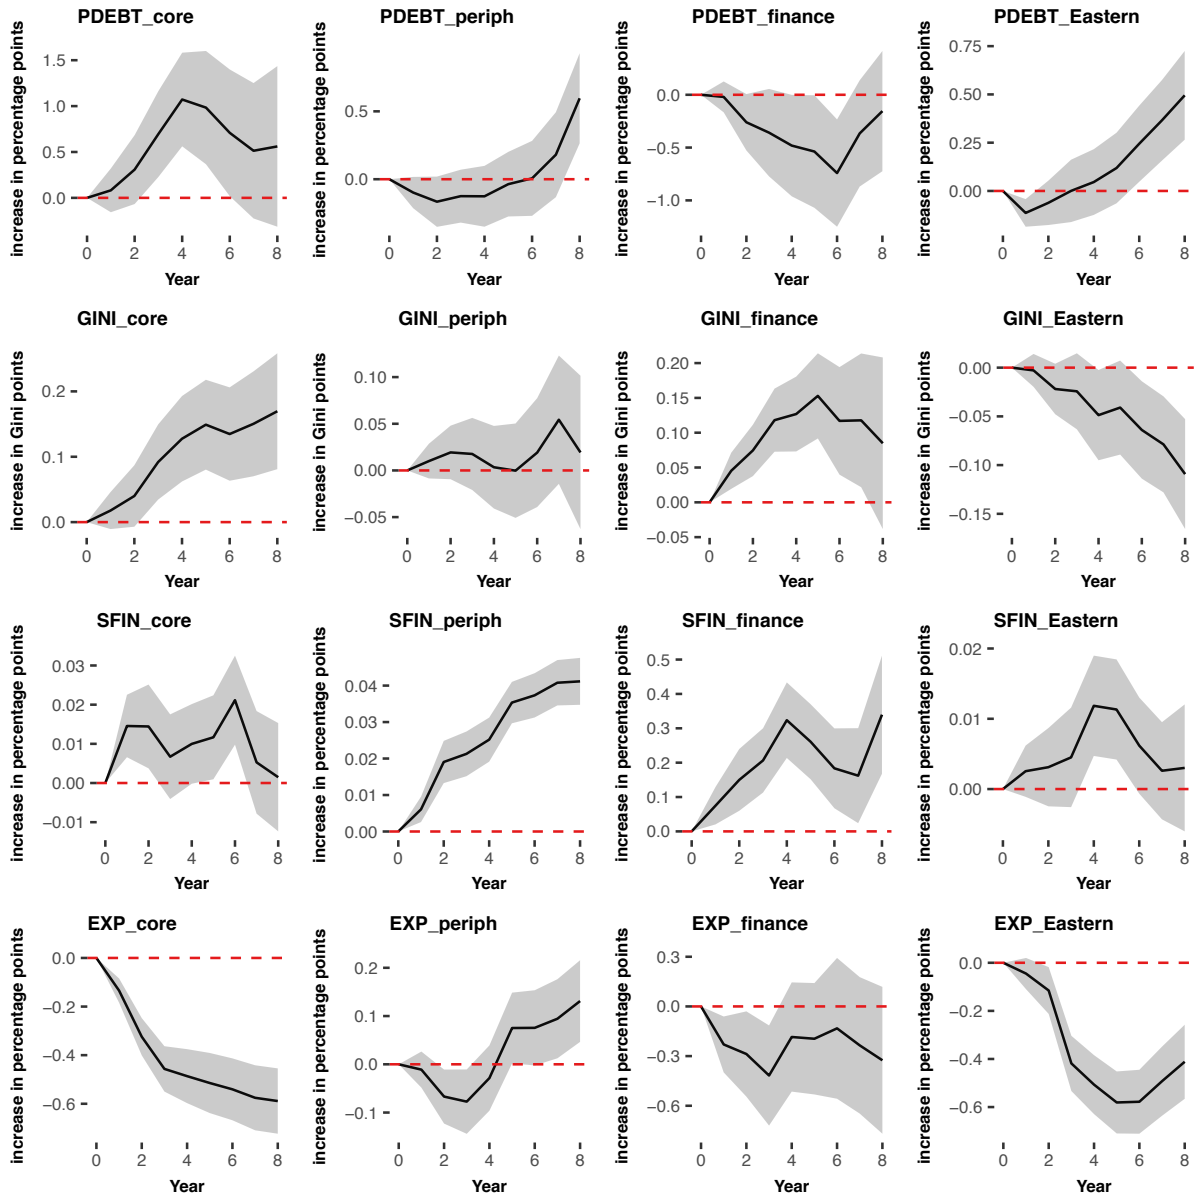 PDEBT_core
increase in percentage points
1.5
1.0
0.5
0.0
0 2 4 6 8
Year
PDEBT_periph
increase in percentage points
0.5
0.0
0 2 4 6 8
Year
PDEBT_finance
increase in percentage points
0.0
−0.5
−1.0
0 2 4 6 8
Year
PDEBT_Eastern
increase in percentage points
0.75
0.50
0.25
0.00
0 2 4 6 8
Year
GINI_core
increase in Gini points
0.2
0.1
0.0
0 2 4 6 8
Year
GINI_periph
increase in Gini points
0.10
0.05
0.00
−0.05
0 2 4 6 8
Year
GINI_finance
increase in Gini points
0.20
0.15
0.10
0.05
0.00
−0.05
0 2 4 6 8
Year
GINI_Eastern
increase in Gini points
0.00
−0.05
−0.10
−0.15
0 2 4 6 8
Year
SFIN_core
increase in percentage points
0.03
0.02
0.01
0.00
−0.01
0 2 4 6 8
Year
SFIN_periph
increase in percentage points
0.04
0.03
0.02
0.01
0.00
0 2 4 6 8
Year
SFIN_finance
increase in percentage points
0.5
0.4
0.3
0.2
0.1
0.0
0 2 4 6 8
Year
SFIN_Eastern
increase in percentage points
0.02
0.01
0.00
0 2 4 6 8
Year
EXP_core
increase in percentage points
0.0
−0.2
−0.4
−0.6
0 2 4 6 8
Year
EXP_periph
increase in percentage points
0.2
0.1
0.0
−0.1
0 2 4 6 8
Year
EXP_finance
increase in percentage points
0.3
0.0
−0.3
−0.6
0 2 4 6 8
Year
EXP_Eastern
increase in percentage points
0.0
−0.2
−0.4
−0.6
0 2 4 6 8
Year